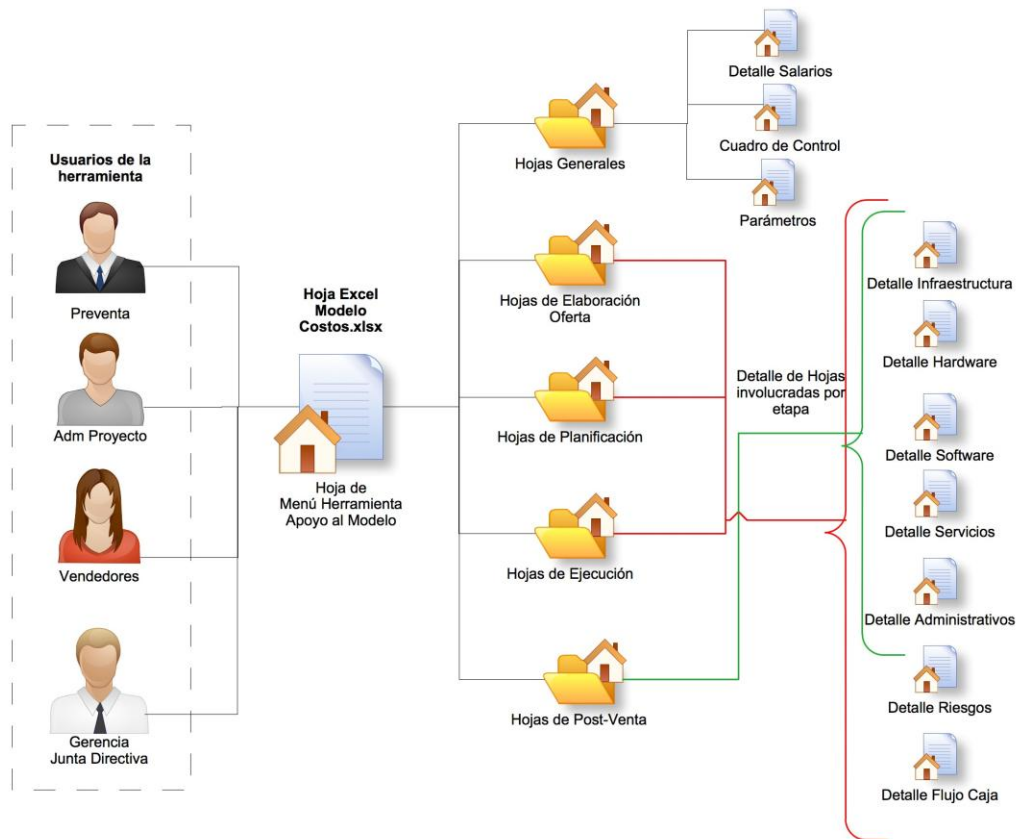 Usuarios de la
herramienta
Preventa
Adm Proyecto
Vendedores
Gerencia
Junta Directiva
Hoja Excel
Modelo
Costos.xlsx
Hoja de
Menú Herramienta
Apoyo al Modelo
Hojas Generales
Hojas de Elaboración
Oferta
Hojas de Planificación
Hojas de Ejecución
Hojas de Post-Venta
Detalle Salarios
Cuadro de Control
Parámetros
Detalle de Hojas
involucradas por
etapa
Detalle Infraestructura
Detalle Hardware
Detalle Software
Detalle Servicios
Detalle Administrativos
Detalle Riesgos
Detalle Flujo Caja